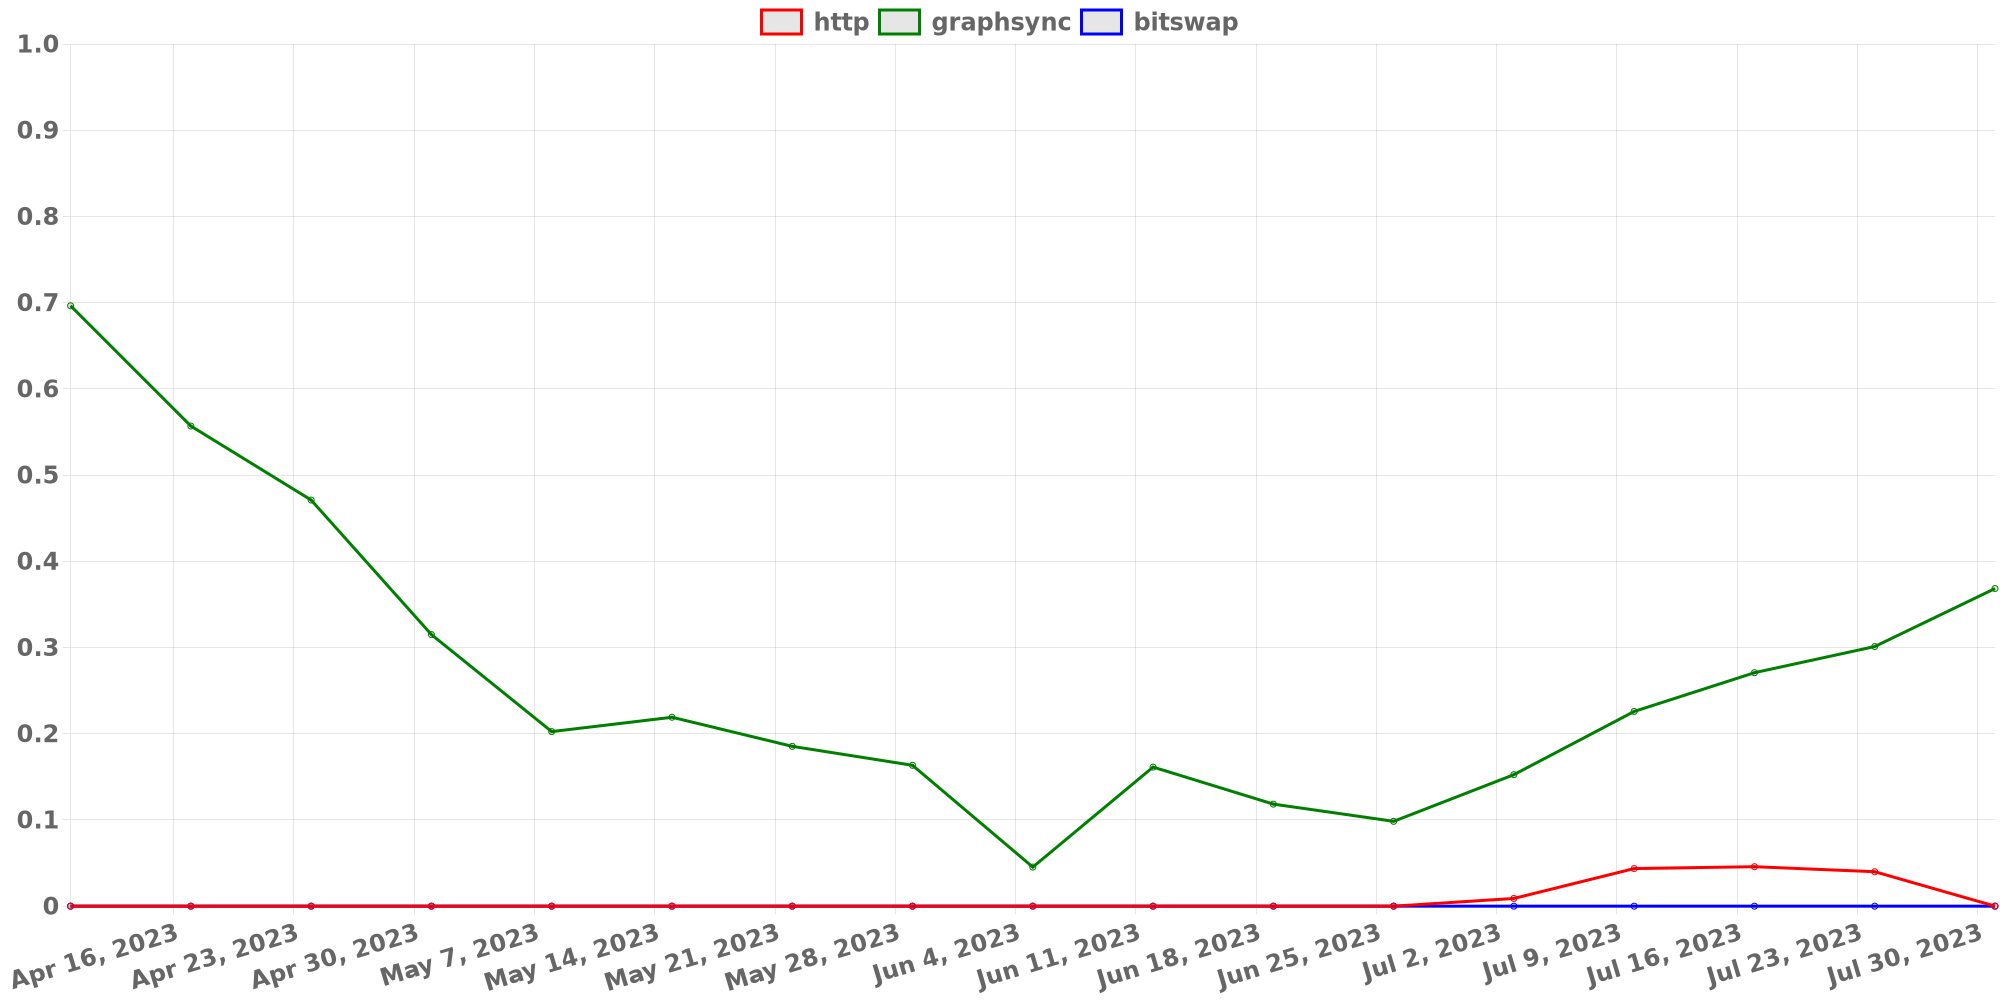 http graphsync bitswap
1.0
0.9
0.8
0.7
0.6
0.5
0.4
0.3
0.2
0.1
0
Apr 16, 2023
Apr 23, 2023
Apr 30, 2023
May 7, 2023
May 14, 2023
May 21, 2023
May 28, 2023
Jun 4, 2023
Jun 11, 2023
Jun 18, 2023
Jun 25, 2023
Jul 2, 2023
Jul 9, 2023
Jul 16, 2023
Jul 23, 2023
Jul 30, 2023